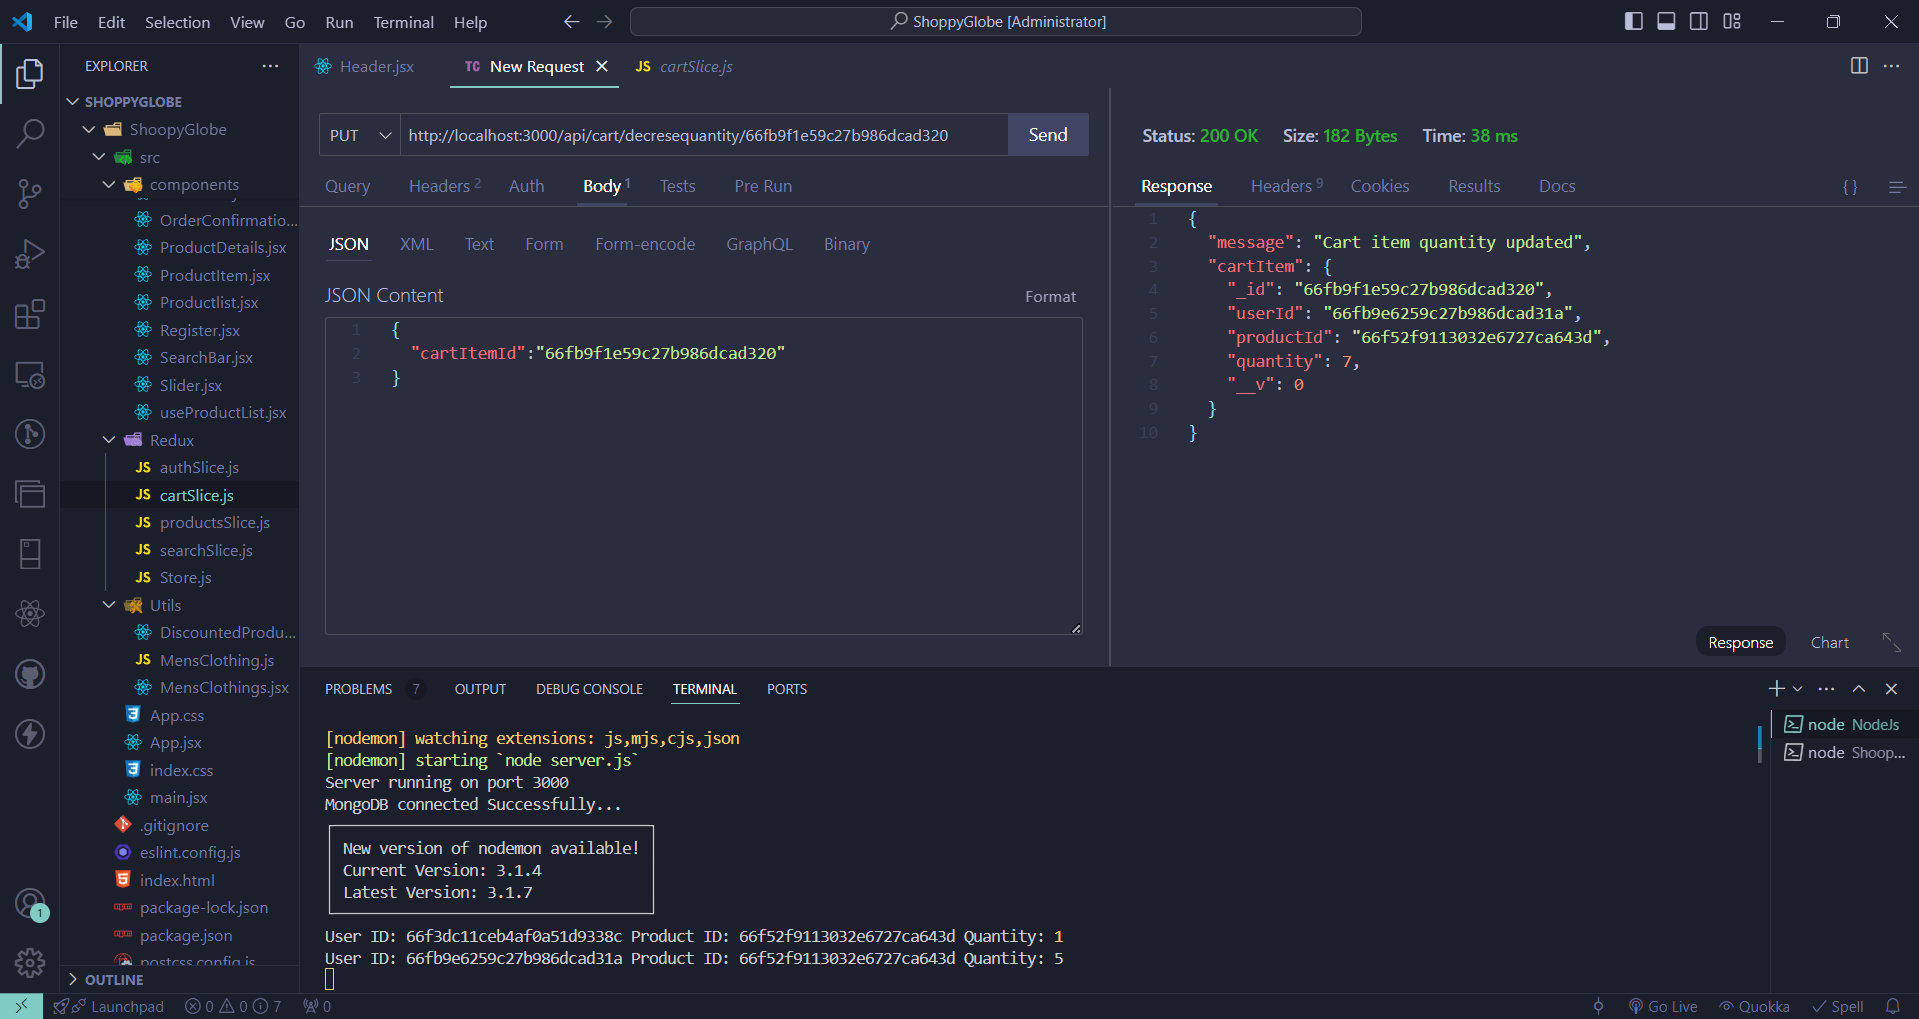 File Edit Selection View Go Run Terminal Help
ShoppyGlobe [Administrator]
EXPLORER
SHOPPYGLOBE
ShoopyGlobe
src
components
OrderConfirmatio...
ProductDetails.jsx
ProductItem.jsx
Productlist.jsx
Register.jsx
SearchBar.jsx
Slider.jsx
useProductList.jsx
Redux
JS authSlice.js
JS cartSlice.js
JS productsSlice.js
JS searchSlice.js
JS Store.js
Utils
DiscountedProdu...
JS MensClothing.js
MensClothings.jsx
App.css
App.jsx
index.css
main.jsx
.gitignore
eslint.config.js
index.html
package-lock.json
package.json
postcss.config.js
OUTLINE
1
Header.jsx
TC New Request
JS cartSlice.js
PUT http://localhost:3000/api/cart/decresequantity/66fb9f1e59c27b986dcad320 Send
Query Headers 2 Auth Body 1 Tests Pre Run
JSON XML Text Form Form-encode GraphQL Binary
JSON Content Format
1 {
2 "cartItemId":"66fb9f1e59c27b986dcad320"
3 }
Status: 200 OK Size: 182 Bytes Time: 38 ms
Response Headers 9 Cookies Results Docs { }
1 {
2 "message": "Cart item quantity updated",
3 "cartItem": {
4 "_id": "66fb9f1e59c27b986dcad320",
5 "userId": "66fb9e6259c27b986dcad31a",
6 "productId": "66f52f9113032e6727ca643d",
7 "quantity": 7,
8 "__v": 0
9 }
10 }
Response Chart
PROBLEMS 7 OUTPUT DEBUG CONSOLE TERMINAL PORTS
[nodemon] watching extensions: js,mjs,cjs,json
[nodemon] starting `node server.js`
Server running on port 3000
MongoDB connected Successfully...
New version of nodemon available!
Current Version: 3.1.4
Latest Version: 3.1.7
User ID: 66f3dc11ceb4af0a51d9338c Product ID: 66f52f9113032e6727ca643d Quantity: 1
User ID: 66fb9e6259c27b986dcad31a Product ID: 66f52f9113032e6727ca643d Quantity: 5
node NodeJs
node Shoop...
Launchpad 0 0 7 0
Go Live Quokka Spell